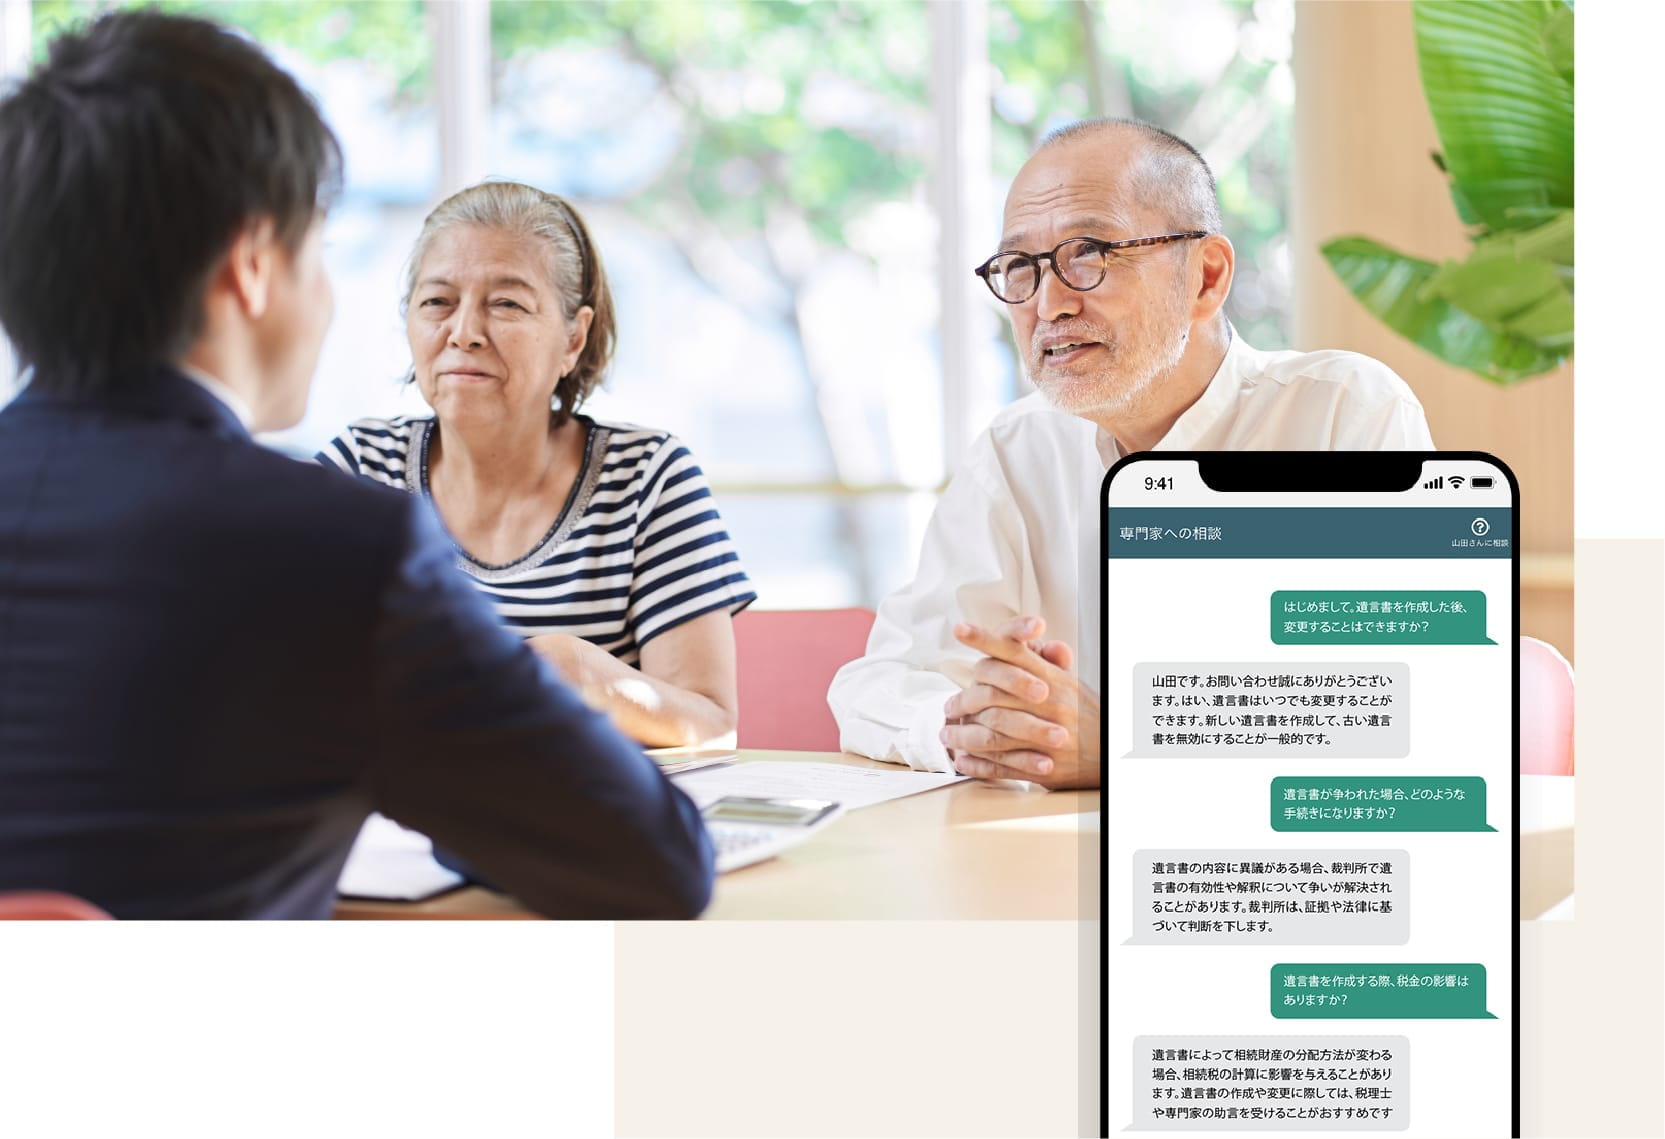 9:41
専門家への相談
山田さんに相談
はじめまして。遺言書を作成した後、
変更することはできますか？
山田です。お問い合わせ誠にありがとうござい
ます。はい、遺言書はいつでも変更することが
できます。新しい遺言書を作成して、古い遺言
書を無効にすることが一般的です。
遺言書が争われた場合、どのような
手続きになりますか？
遺言書の内容に異議がある場合、裁判所で遺
言書の有効性や解釈について争いが解決され
ることがあります。裁判所は、証拠や法律に基
づいて判断を下します。
遺言書を作成する際、税金の影響は
ありますか？
遺言書によって相続財産の分配方法が変わる
場合、相続税の計算に影響を与えることがあり
ます。遺言書の作成や変更に際しては、税理士
や専門家の助言を受けることがおすすめです